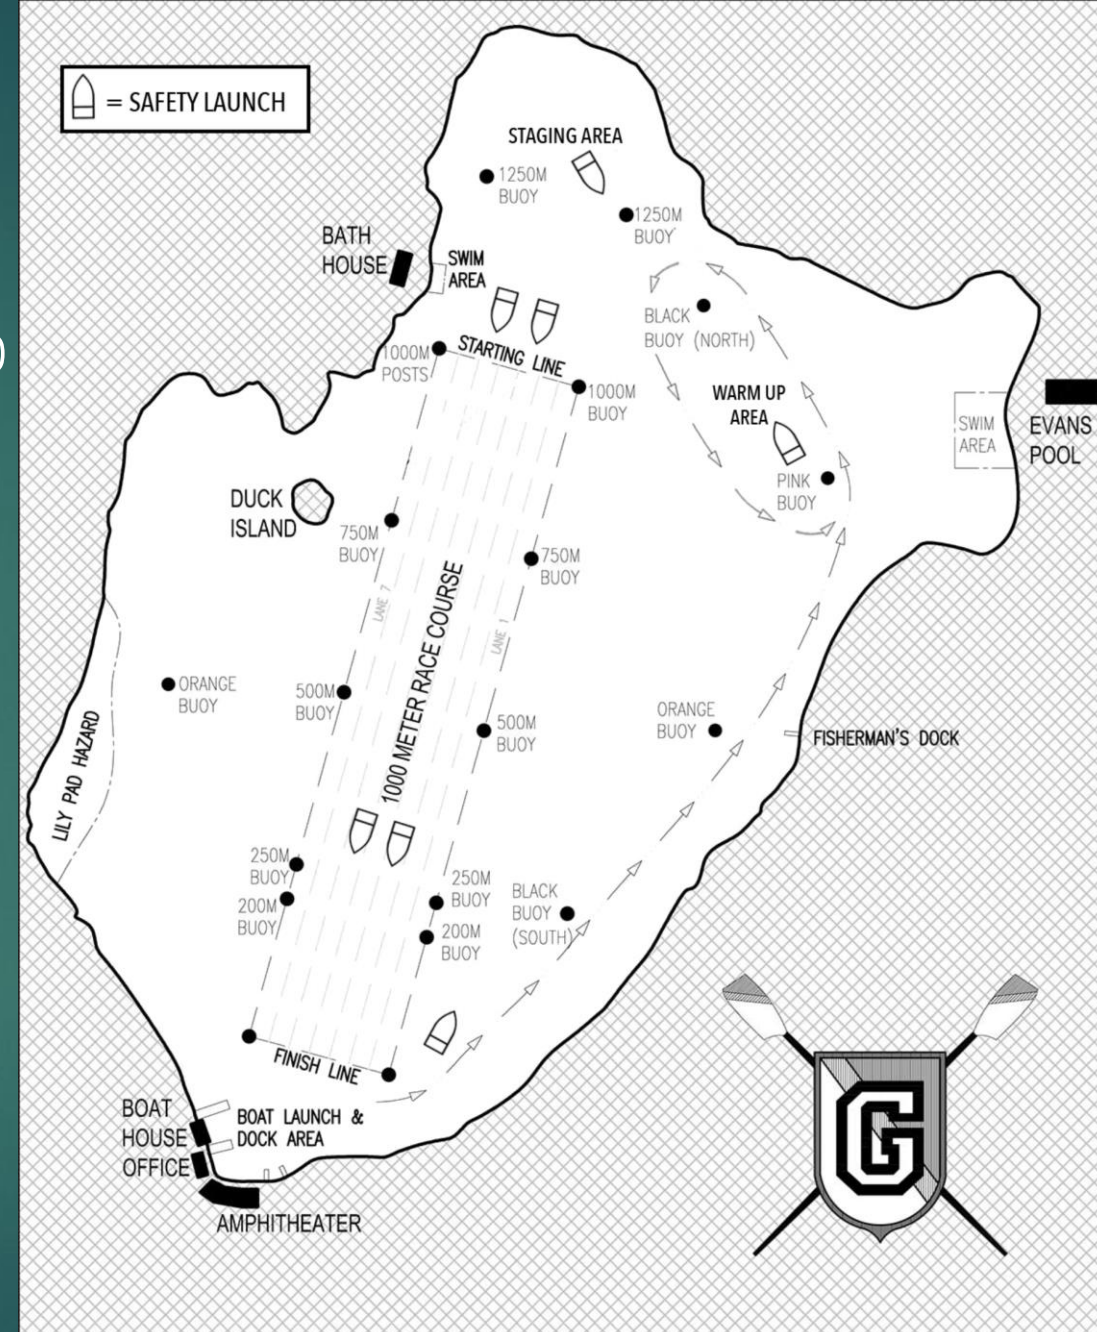 = SAFETY LAUNCH
STAGING AREA
1250M
BUOY
1250M
BUOY
BATH
HOUSE
SWIM
AREA
BLACK
BUOY (NORTH)
1000M
POSTS
STARTING LINE
1000M
BUOY
WARM UP
AREA
SWIM
AREA
EVANS
POOL
PINK
BUOY
DUCK
ISLAND
750M
BUOY
750M
BUOY
LANE 7
LANE 1
1000 METER RACE COURSE
ORANGE
BUOY
500M
BUOY
500M
BUOY
ORANGE
BUOY
FISHERMAN'S DOCK
LILY PAD HAZARD
250M
BUOY
200M
BUOY
250M
BUOY
200M
BUOY
BLACK
BUOY
(SOUTH)
FINISH LINE
BOAT
HOUSE
OFFICE
BOAT LAUNCH &
DOCK AREA
AMPHITHEATER
G